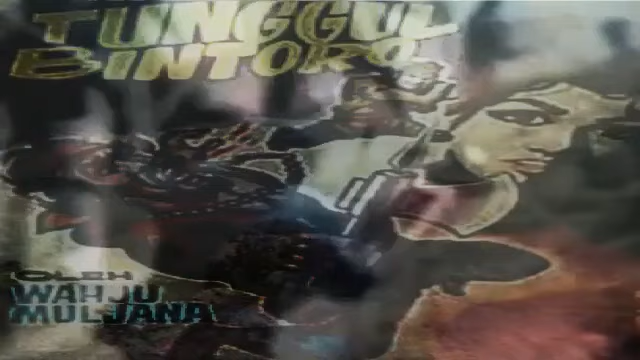 TUNGGUL
BINTORO
OLEH
WAHJU
MULJANA